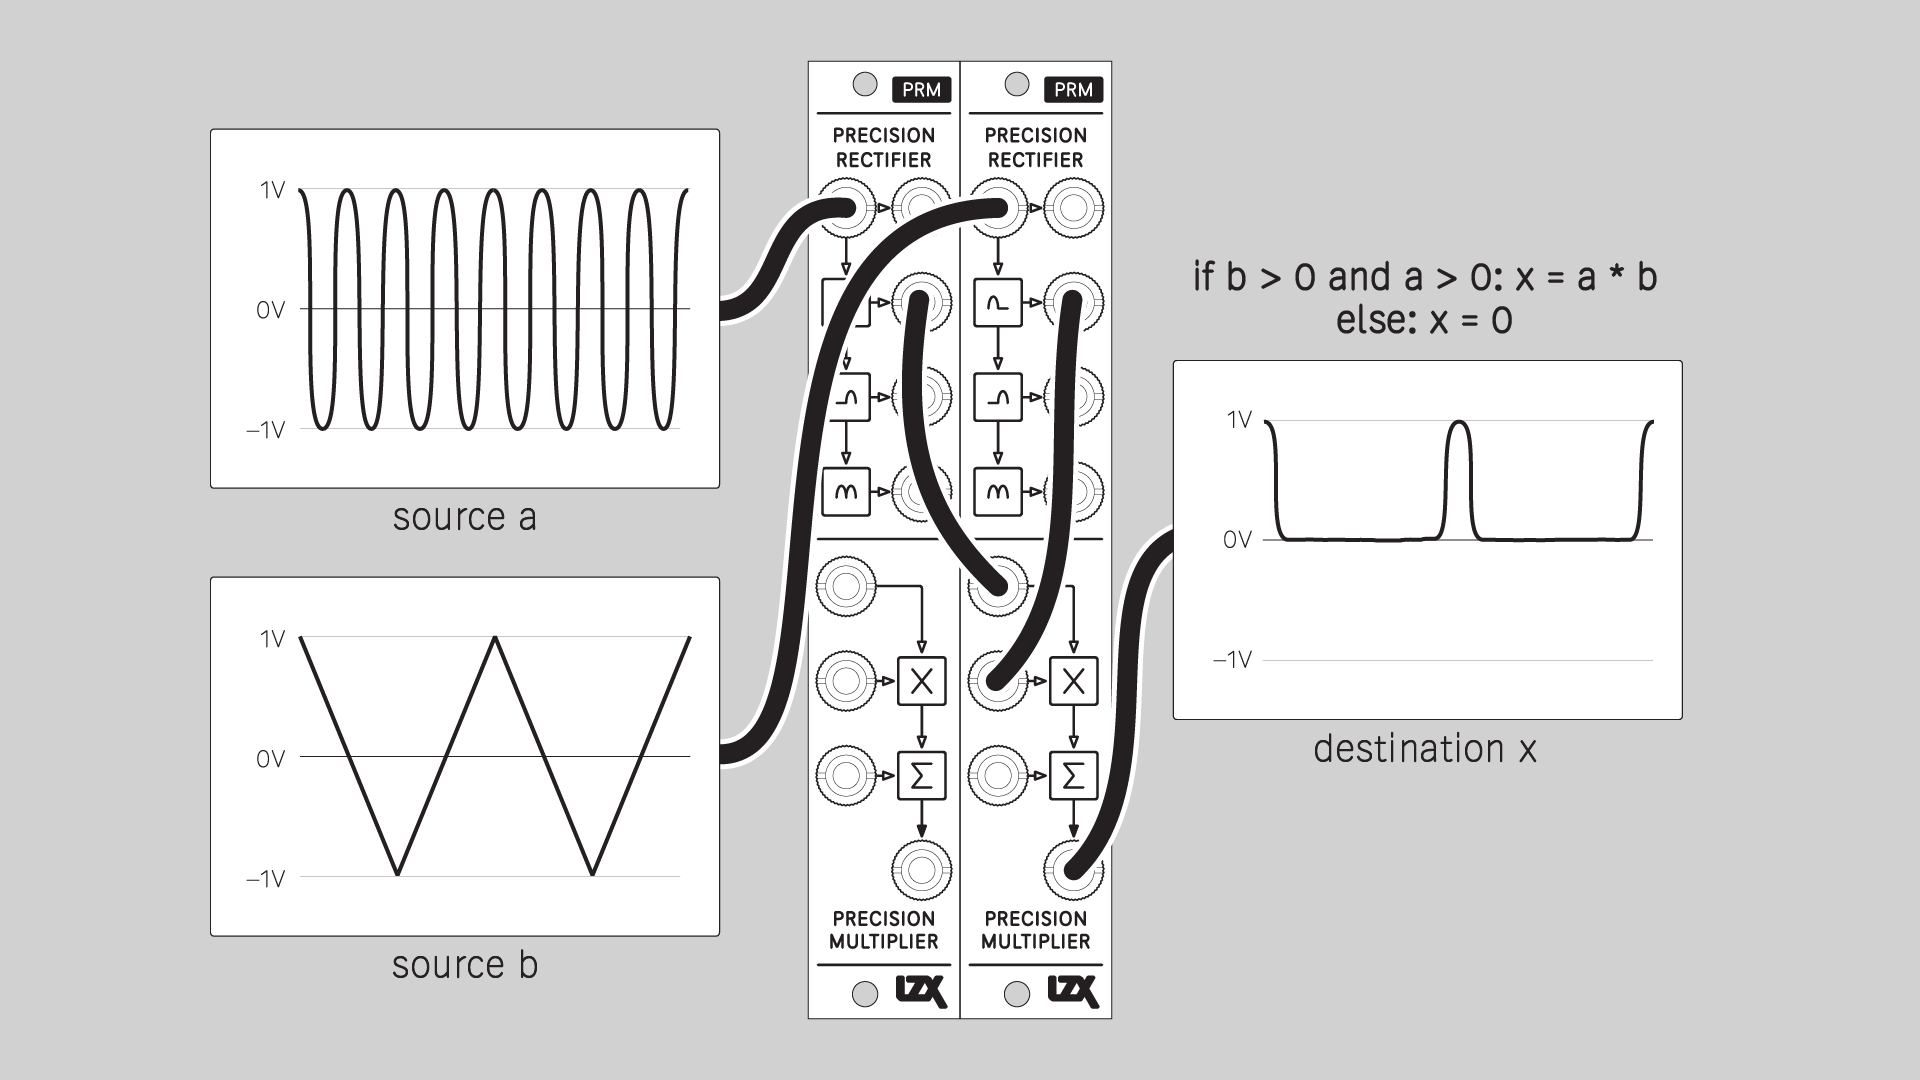 PRM
PRM
PRECISION
RECTIFIER
PRECISION
RECTIFIER
1V
0V
–1V
source a
1V
0V
–1V
source b
if b > 0 and a > 0: x = a * b
else: x = 0
1V
0V
–1V
destination x
X
X
Σ
Σ
PRECISION
MULTIPLIER
PRECISION
MULTIPLIER
LZX
LZX